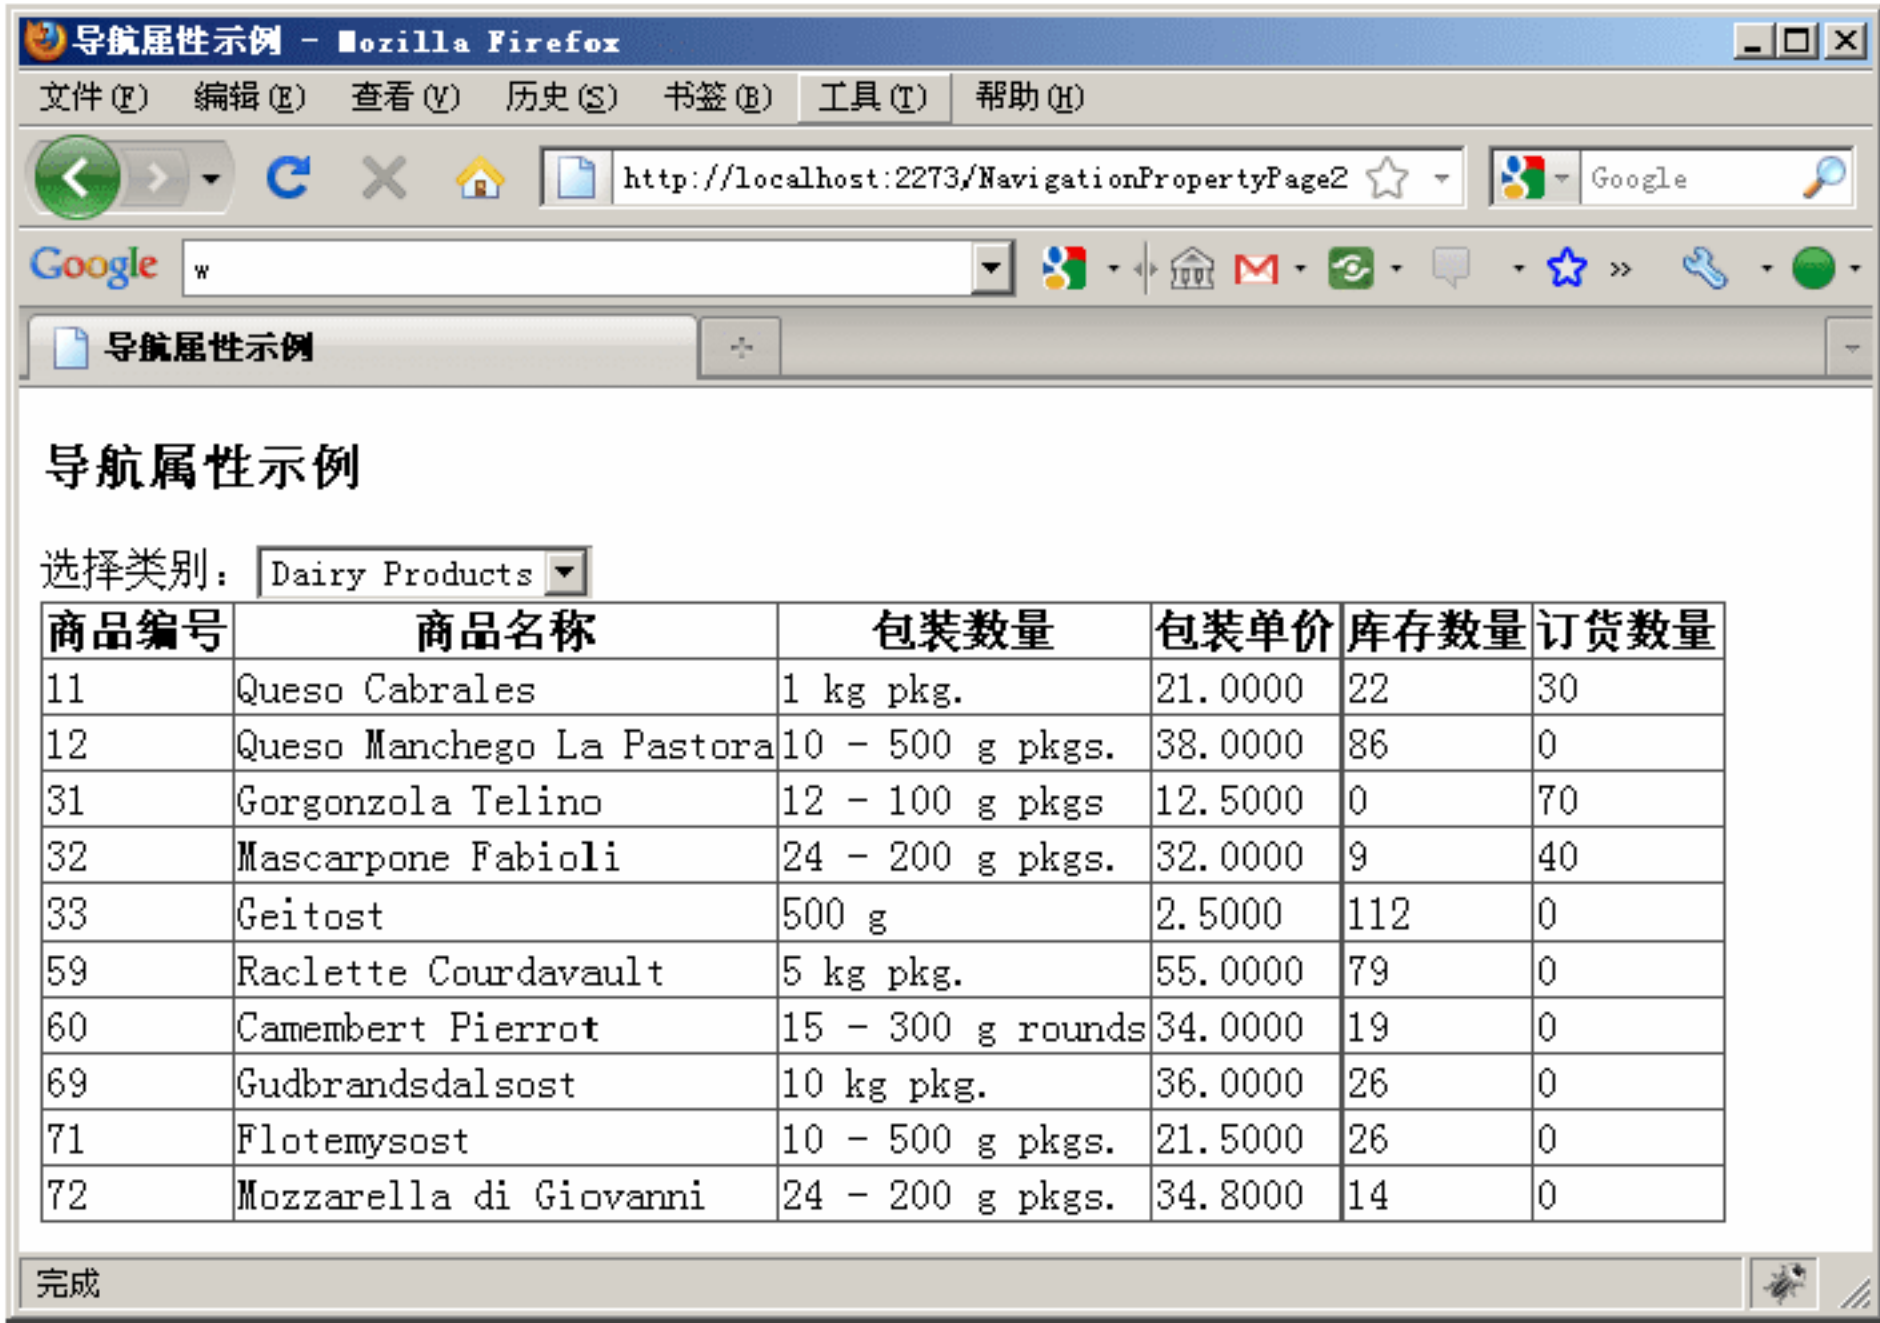 导航属性示例 - Mozilla Firefox
文件(F) 编辑(E) 查看(V) 历史(S) 书签(B) 工具(T) 帮助(H)
http://localhost:2273/NavigationPropertyPage2 Google
Google w
导航属性示例
导航属性示例
选择类别： Dairy Products
商品编号 商品名称 包装数量 包装单价 库存数量 订货数量
11 Queso Cabrales 1 kg pkg. 21.0000 22 30
12 Queso Manchego La Pastora 10 - 500 g pkgs. 38.0000 86 0
31 Gorgonzola Telino 12 - 100 g pkgs 12.5000 0 70
32 Mascarpone Fabioli 24 - 200 g pkgs. 32.0000 9 40
33 Geitost 500 g 2.5000 112 0
59 Raclette Courdavault 5 kg pkg. 55.0000 79 0
60 Camembert Pierrot 15 - 300 g rounds 34.0000 19 0
69 Gudbrandsdalsost 10 kg pkg. 36.0000 26 0
71 Flotemysost 10 - 500 g pkgs. 21.5000 26 0
72 Mozzarella di Giovanni 24 - 200 g pkgs. 34.8000 14 0
完成